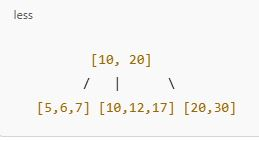 less
[10, 20]
/ | \
[5,6,7] [10,12,17] [20,30]